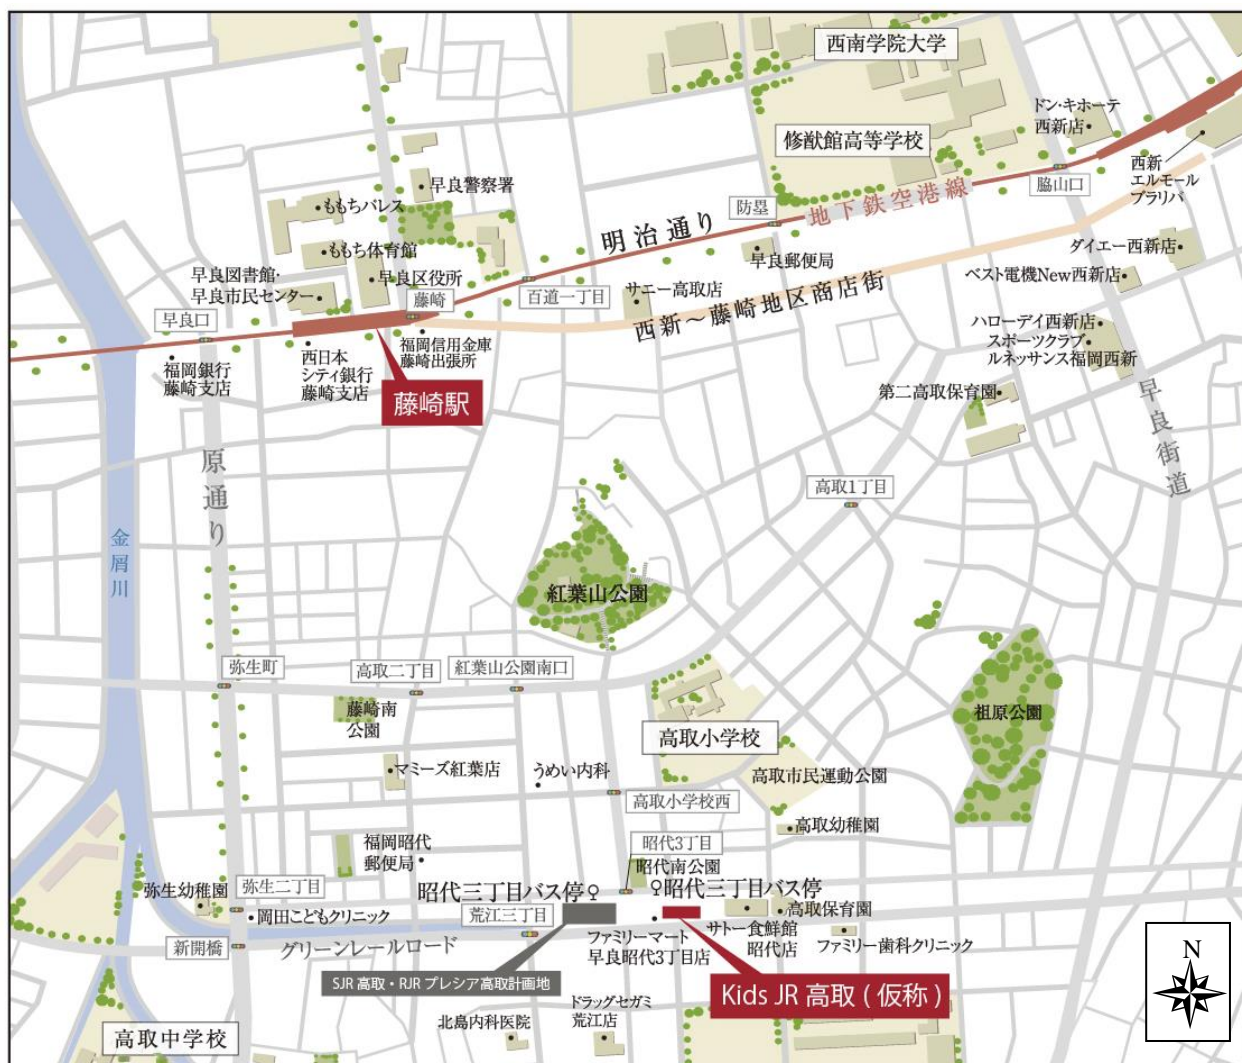 西南学院大学
修猷館高等学校
ドン・キホーテ
西新店
西新
エルモール
プラリバ
脇山口
地下鉄空港線
防塁
明治通り
早良郵便局
ダイエー西新店
ベスト電機New西新店
早良警察署
ももちパレス
ももち体育館
早良区役所
早良図書館・
早良市民センター
早良口
藤崎
百道一丁目
サニー高取店
西新～藤崎地区商店街
ハローデイ西新店
スポーツクラブ
ルネッサンス福岡西新
福岡銀行
藤崎支店
西日本
シティ銀行
藤崎支店
福岡信用金庫
藤崎出張所
藤崎駅
第二高取保育園
早良街道
原通り
高取1丁目
金屑川
紅葉山公園
弥生町
高取二丁目
紅葉山公園南口
藤崎南
公園
高取小学校
祖原公園
マミーズ紅葉店
うめい内科
高取市民運動公園
高取小学校西
高取幼稚園
福岡昭代
郵便局
昭代3丁目
昭代南公園
弥生幼稚園
弥生二丁目
昭代三丁目バス停
昭代三丁目バス停
岡田こどもクリニック
荒江三丁目
高取保育園
新開橋
グリーンレールロード
ファミリーマート
早良昭代3丁目店
サトー食鮮館
昭代店
ファミリー歯科クリニック
SJR 高取・RJR プレシア高取計画地
Kids JR 高取 ( 仮称 )
北島内科医院
ドラッグセガミ
荒江店
高取中学校
N